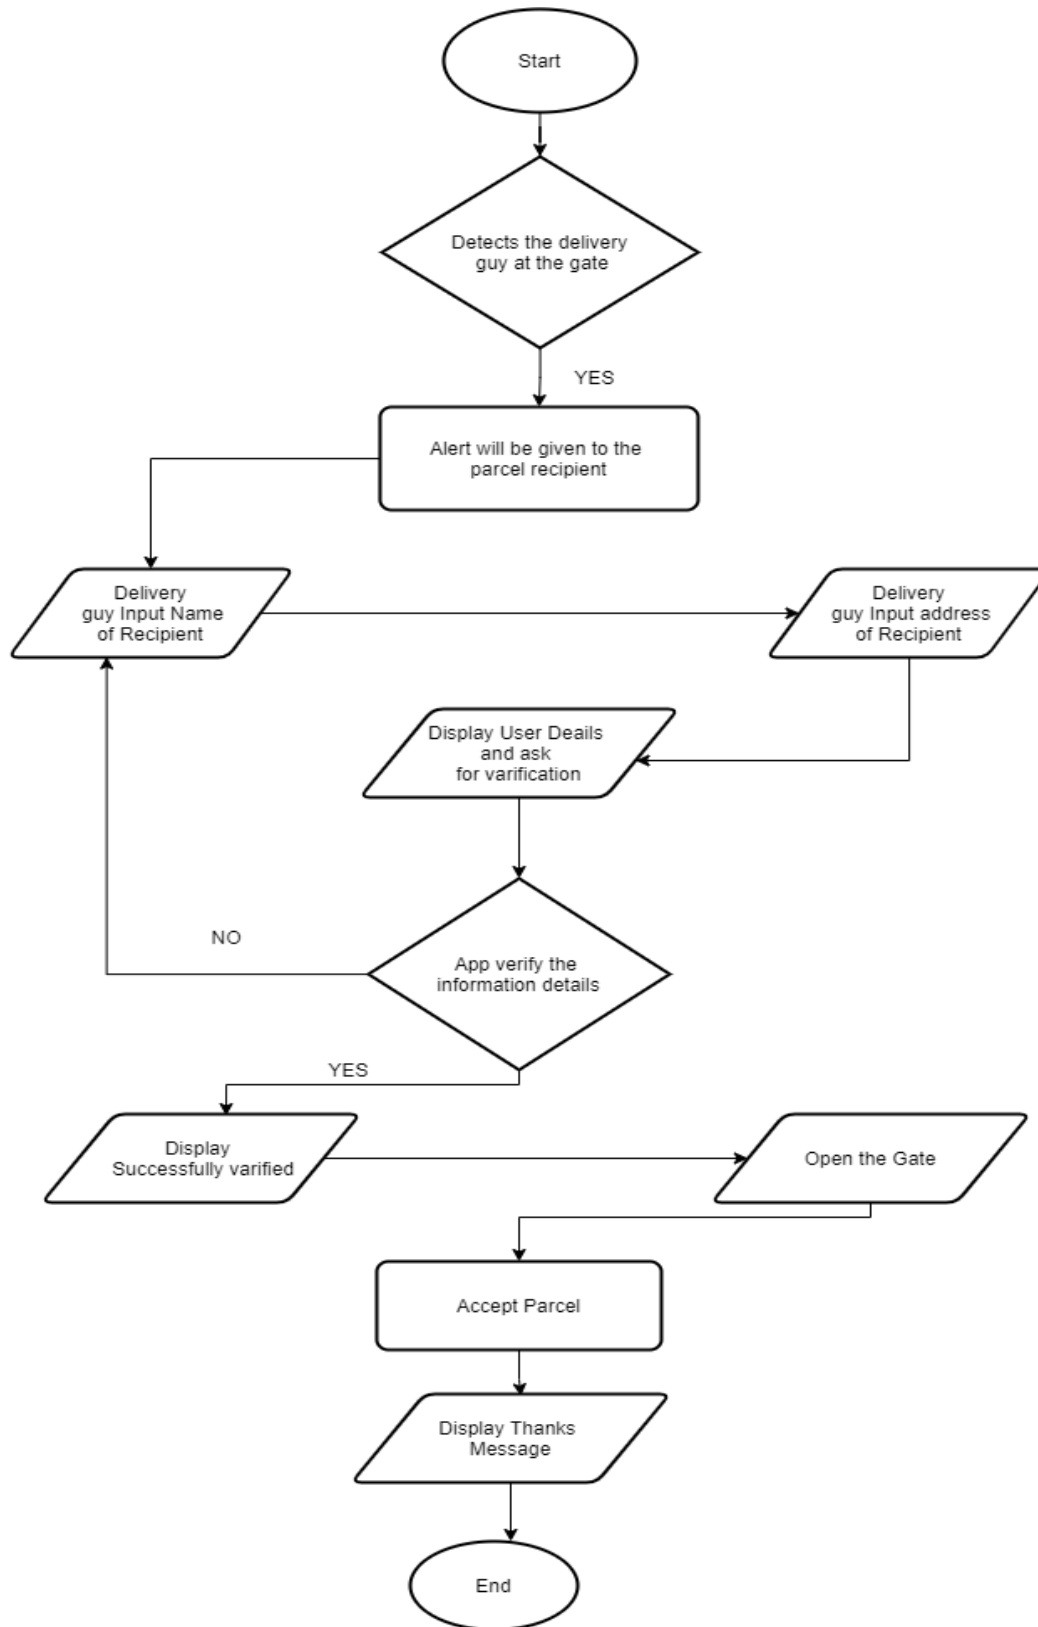 Start
Detects the delivery
guy at the gate
YES
Alert will be given to the
parcel recipient
Delivery
guy Input Name
of Recipient
Delivery
guy Input address
of Recipient
Display User Deails
and ask
for varification
NO
App verify the
information details
YES
Display
Successfully varified
Open the Gate
Accept Parcel
Display Thanks
Message
End